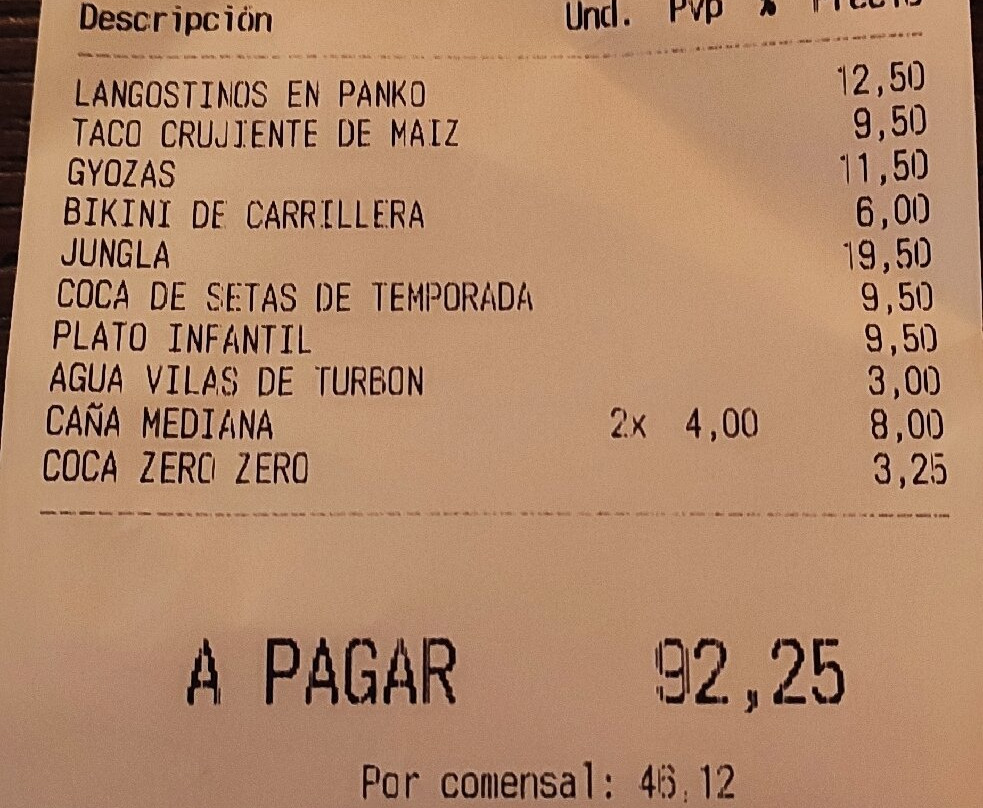 Descripción Und. Pvp % Precio
LANGOSTINOS EN PANKO 12,50
TACO CRUJIENTE DE MAIZ 9,50
GYOZAS 11,50
BIKINI DE CARRILLERA 6,00
JUNGLA 19,50
COCA DE SETAS DE TEMPORADA 9,50
PLATO INFANTIL 9,50
AGUA VILAS DE TURBON 3,00
CAÑA MEDIANA 2x 4,00 8,00
COCA ZERO ZERO 3,25
A PAGAR 92,25
Por comensal: 46,12